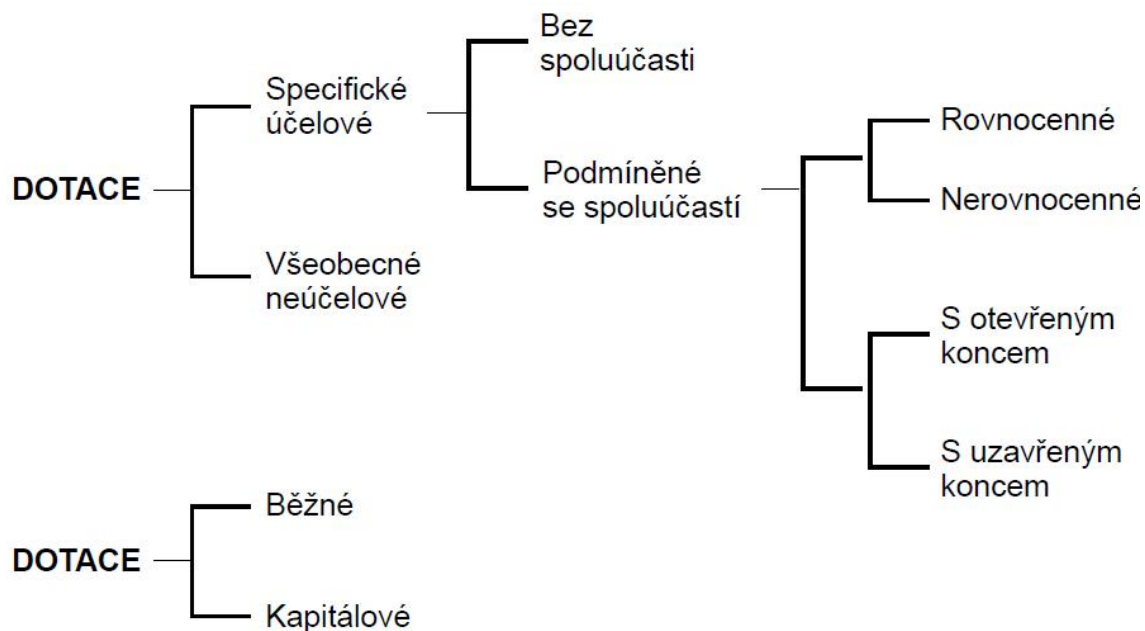 DOTACE
Specifické
účelové
Všeobecné
neúčelové
Bez
spoluúčasti
Podmíněné
se spoluúčastí
Rovnocenné
Nerovnocenné
S otevřeným
koncem
S uzavřeným
koncem
DOTACE
Běžné
Kapitálové